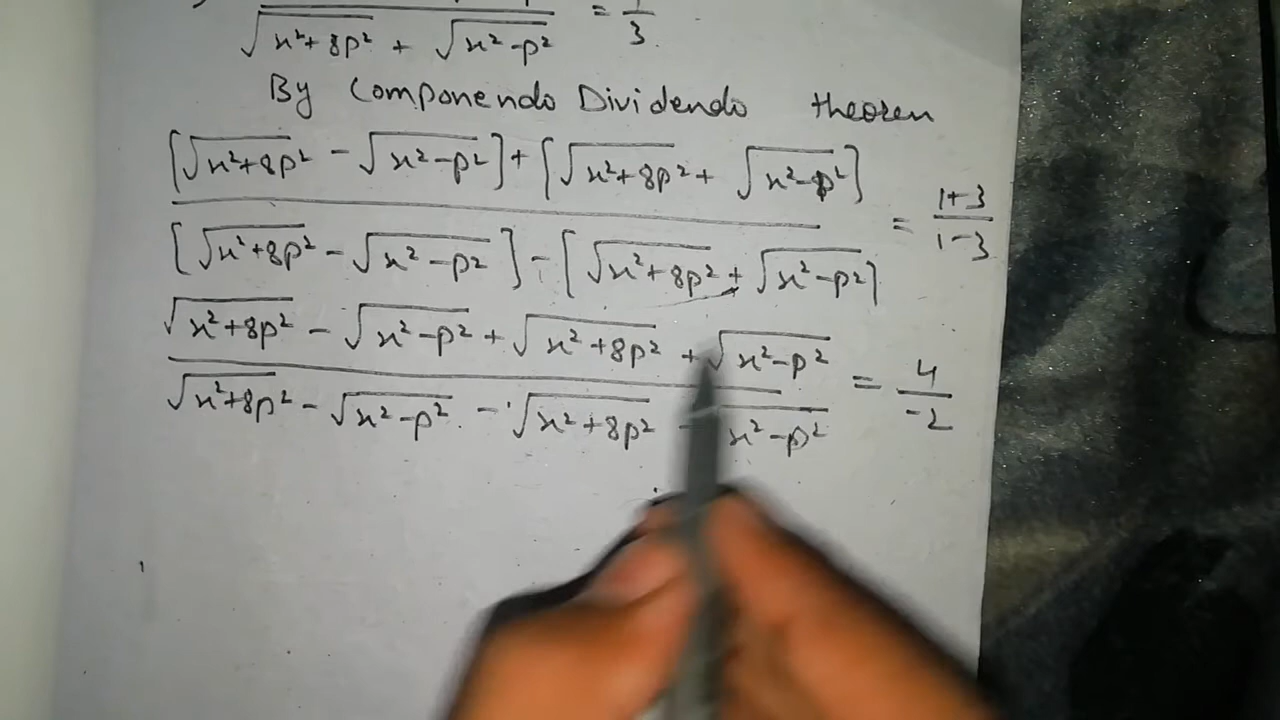 √x²+8p² + √x²-p² = 1/3
By Componendo Dividendo theorem
[√x²+8p² - √x²-p²] + [√x²+8p² + √x²-p²]
[√x²+8p² - √x²-p²] - [√x²+8p² + √x²-p²] = 1+3/1-3
√x²+8p² - √x²-p² + √x²+8p² + √x²-p²
√x²+8p² - √x²-p² - √x²+8p² - x²-p² = 4/-2